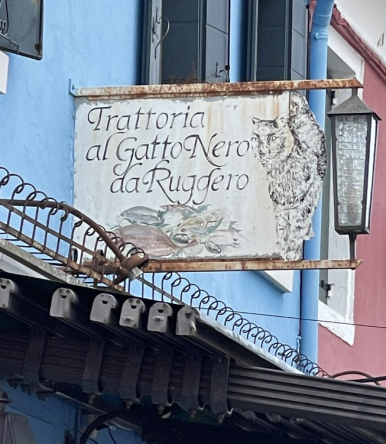 Trattoria
al Gatto Nero
da Ruggero